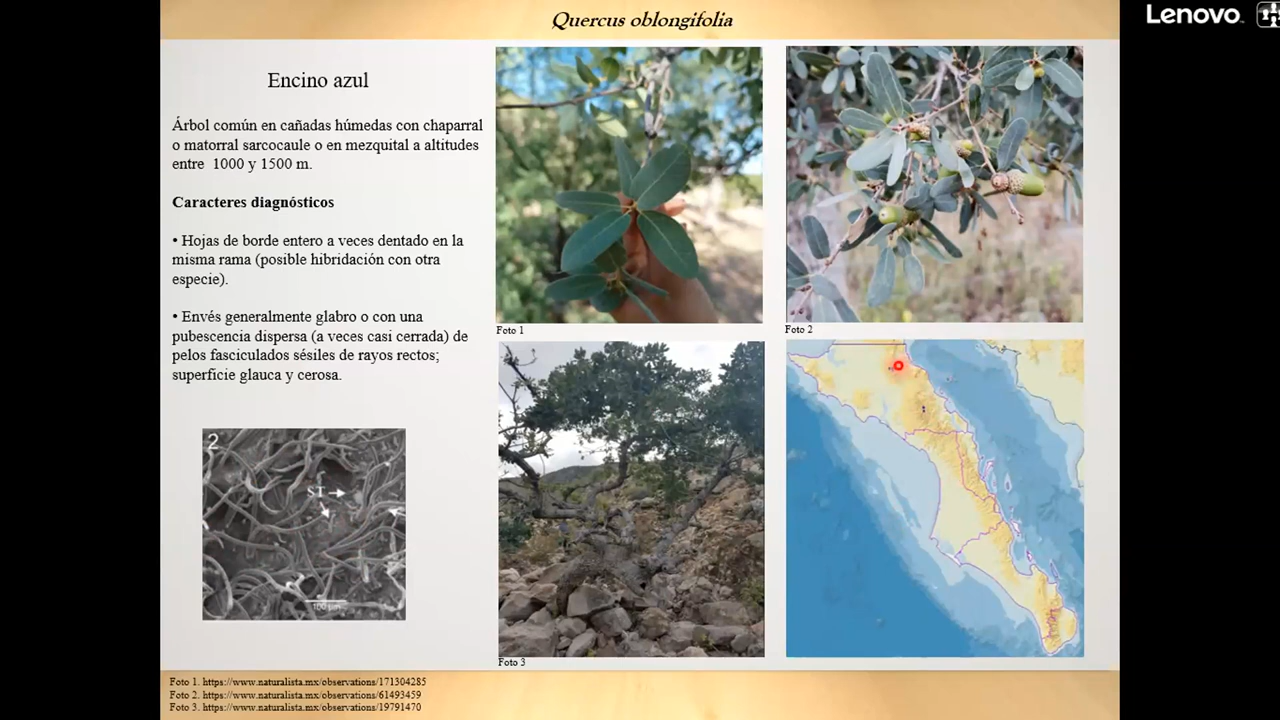 Quercus oblongifolia
Lenovo
Encino azul
Árbol común en cañadas húmedas con chaparral
o matorral sarcocaule o en mezquital a altitudes
entre 1000 y 1500 m.
Caracteres diagnósticos
• Hojas de borde entero a veces dentado en la
misma rama (posible hibridación con otra
especie).
• Envés generalmente glabro o con una
pubescencia dispersa (a veces casi cerrada) de
pelos fasciculados sésiles de rayos rectos;
superficie glauca y cerosa.
2
ST
100 µm
Foto 1
Foto 2
Foto 3
Foto 1. https://www.naturalista.mx/observations/171304285
Foto 2. https://www.naturalista.mx/observations/61493459
Foto 3. https://www.naturalista.mx/observations/19791470